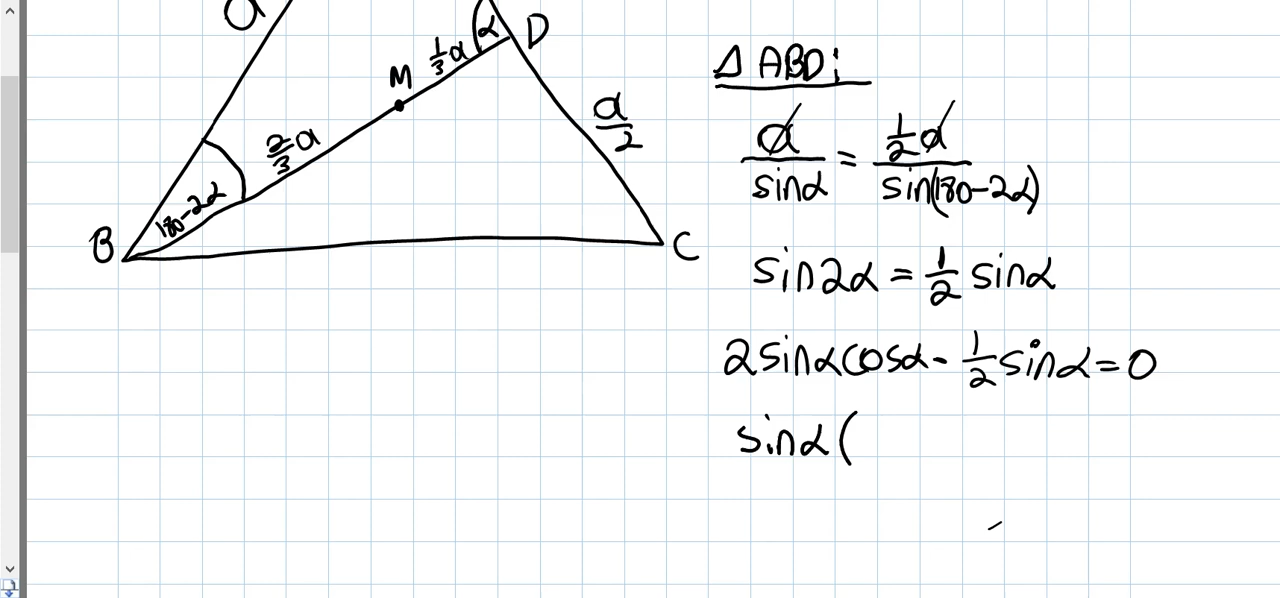 a
1/3 a
α
D
M
2/3 a
a/2
180-2α
B
C
Δ ABD:
a/sinα = 1/2 a/sin(180-2α)
sin2α = 1/2 sinα
2sinαcosα - 1/2 sinα = 0
sinα(